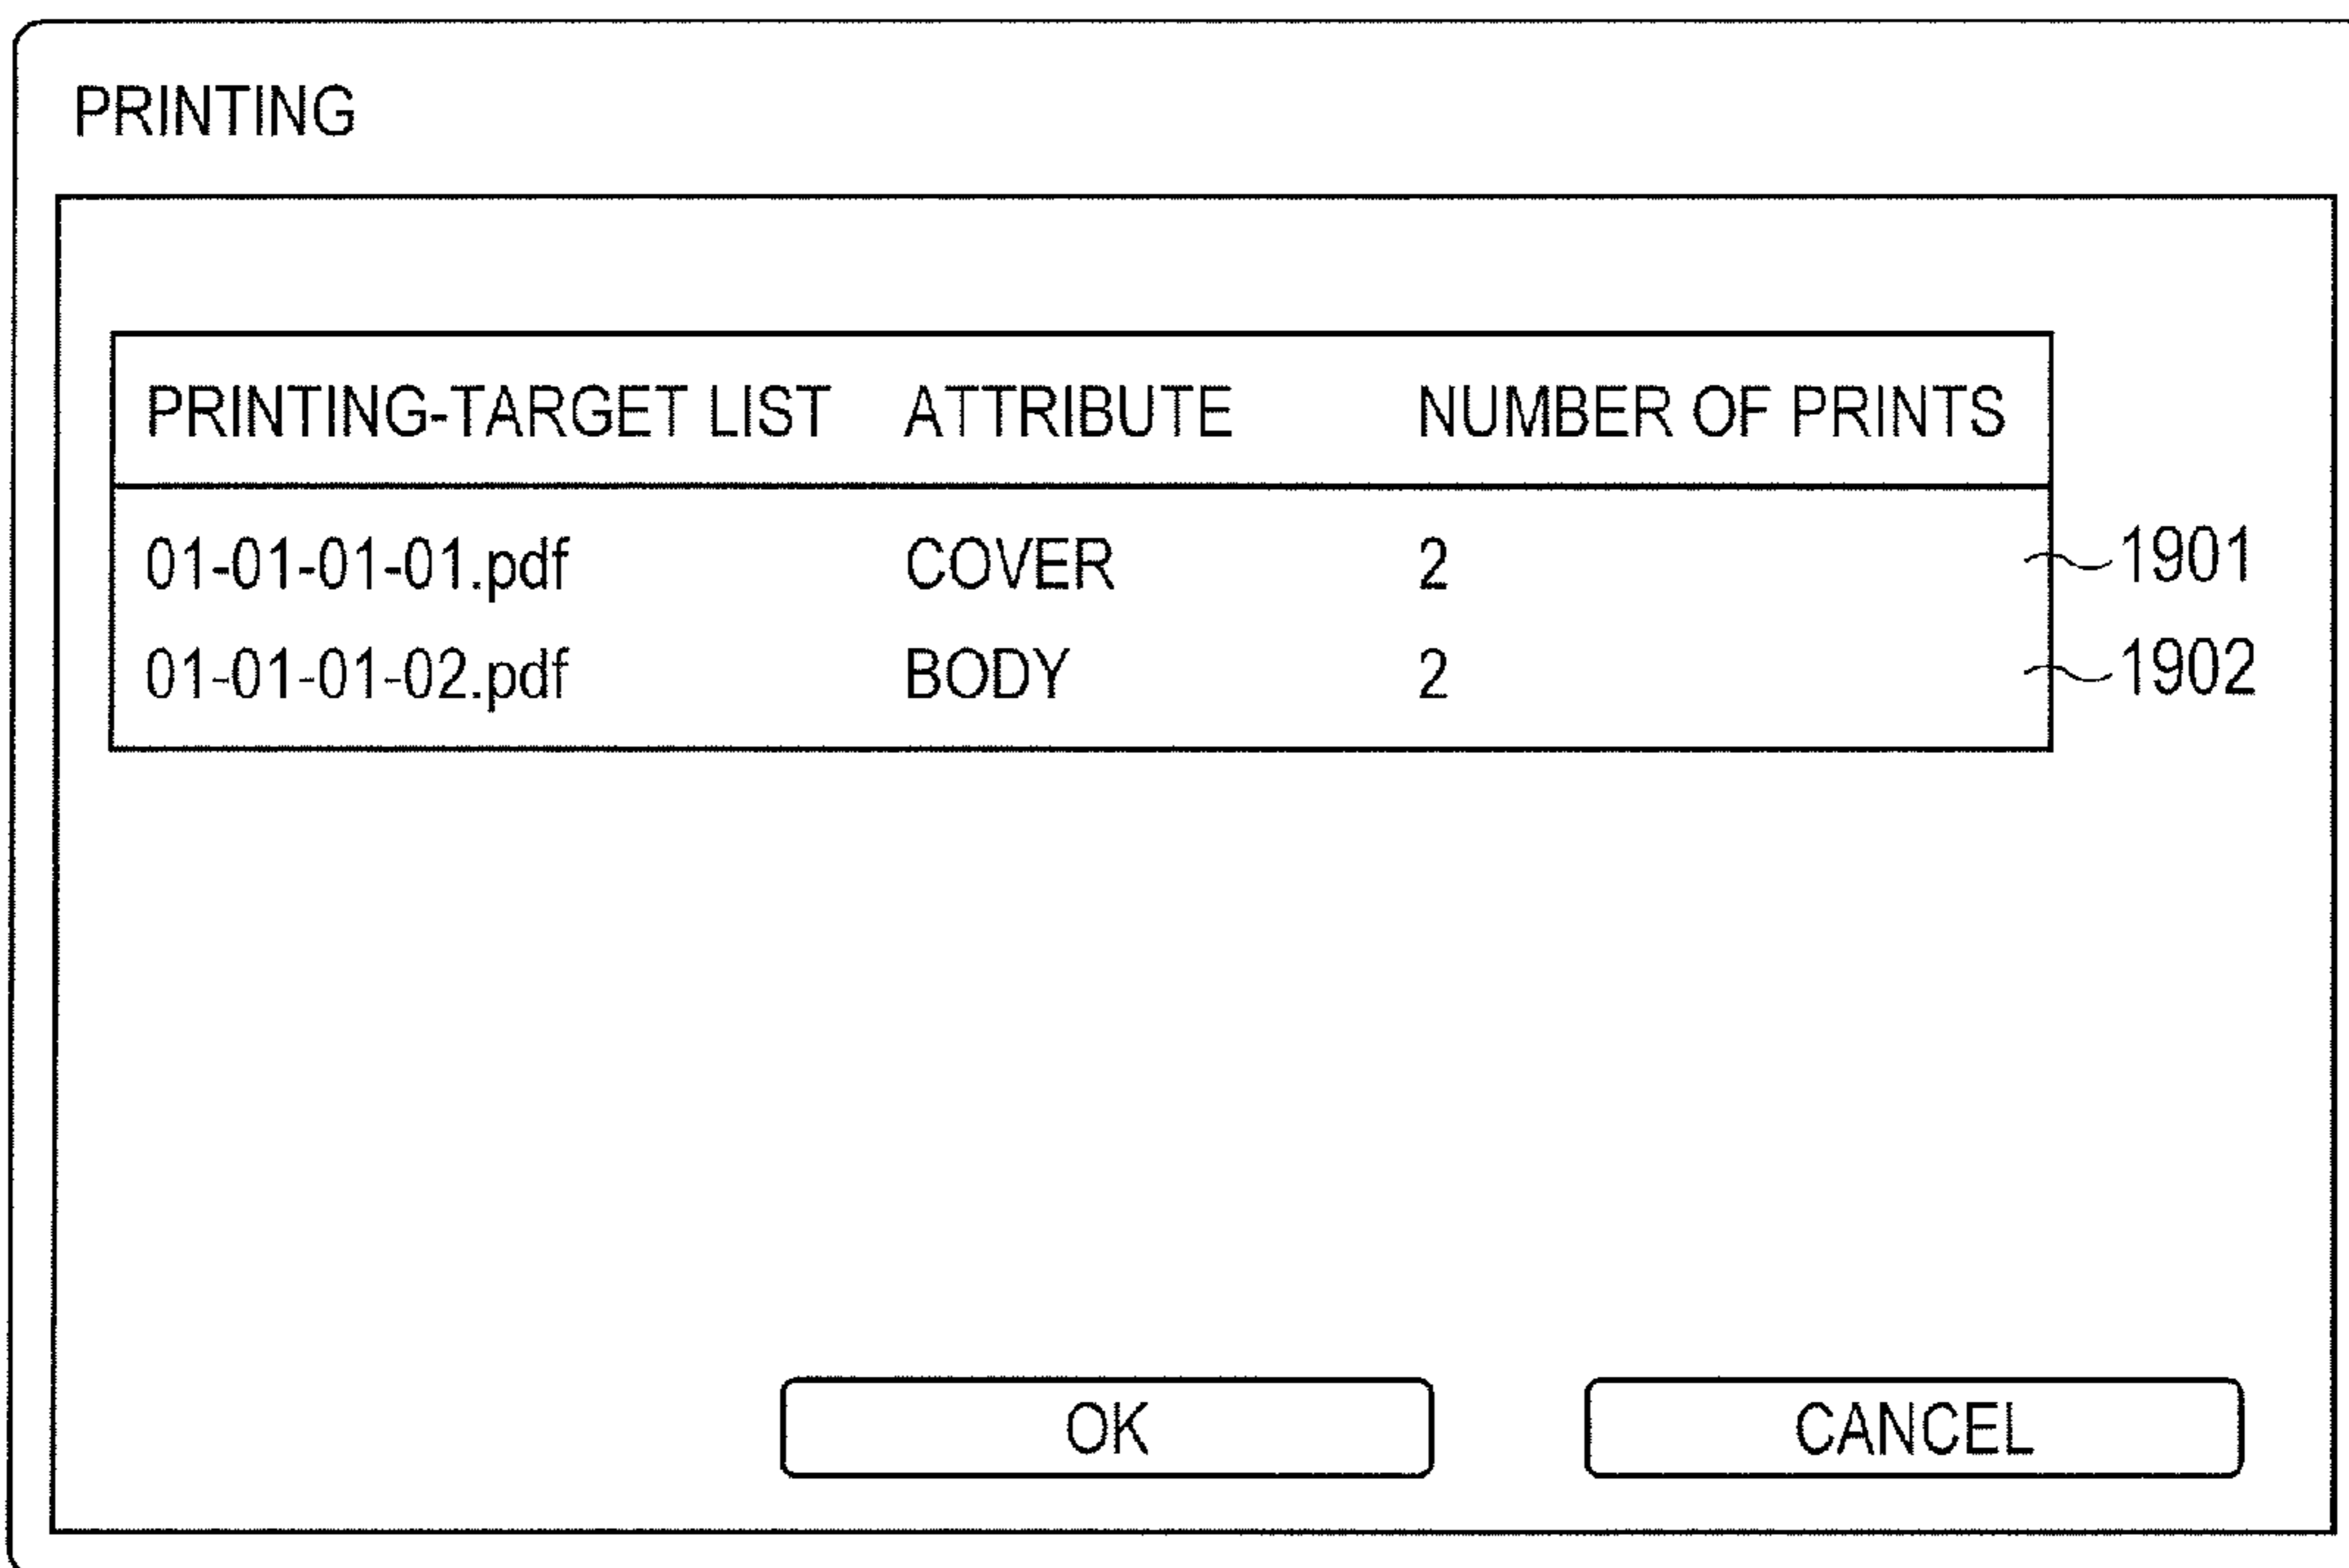 PRINTING
PRINTING-TARGET LIST ATTRIBUTE NUMBER OF PRINTS
01-01-01-01.pdf COVER 2 1901
01-01-01-02.pdf BODY 2 1902
OK CANCEL